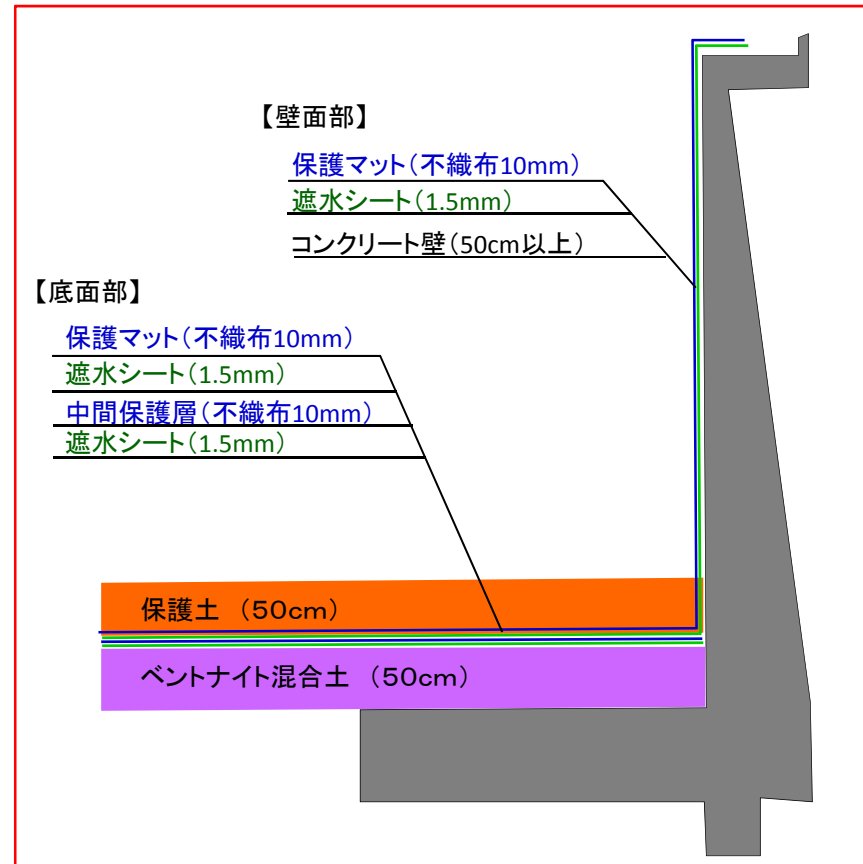 【壁面部】
保護マット（不織布10mm）
遮水シート（1.5mm）
コンクリート壁（50cm以上）
【底面部】
保護マット（不織布10mm）
遮水シート（1.5mm）
中間保護層（不織布10mm）
遮水シート（1.5mm）
保護土　（50cm）
ベントナイト混合土　（50cm）